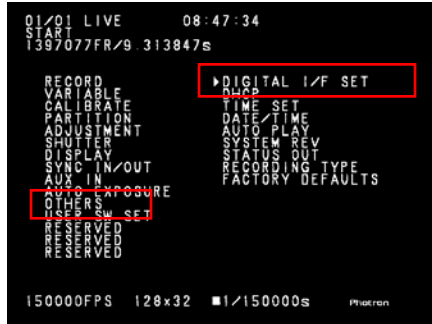 01/01 LIVE 08:47:34
START
1397077FR/9.313847s
RECORD
VARIABLE
CALIBRATE
PARTITION
ADJUSTMENT
SHUTTER
DISPLAY
SYNC IN/OUT
AUX IN
AUTO EXPOSURE
OTHERS
USER SW SET
RESERVED
RESERVED
RESERVED
▶DIGITAL I/F SET
DHCP
TIME SET
DATE/TIME
AUTO PLAY
SYSTEM REV
STATUS OUT
RECORDING TYPE
FACTORY DEFAULTS
150000FPS 128x32 ■1/150000s Photron